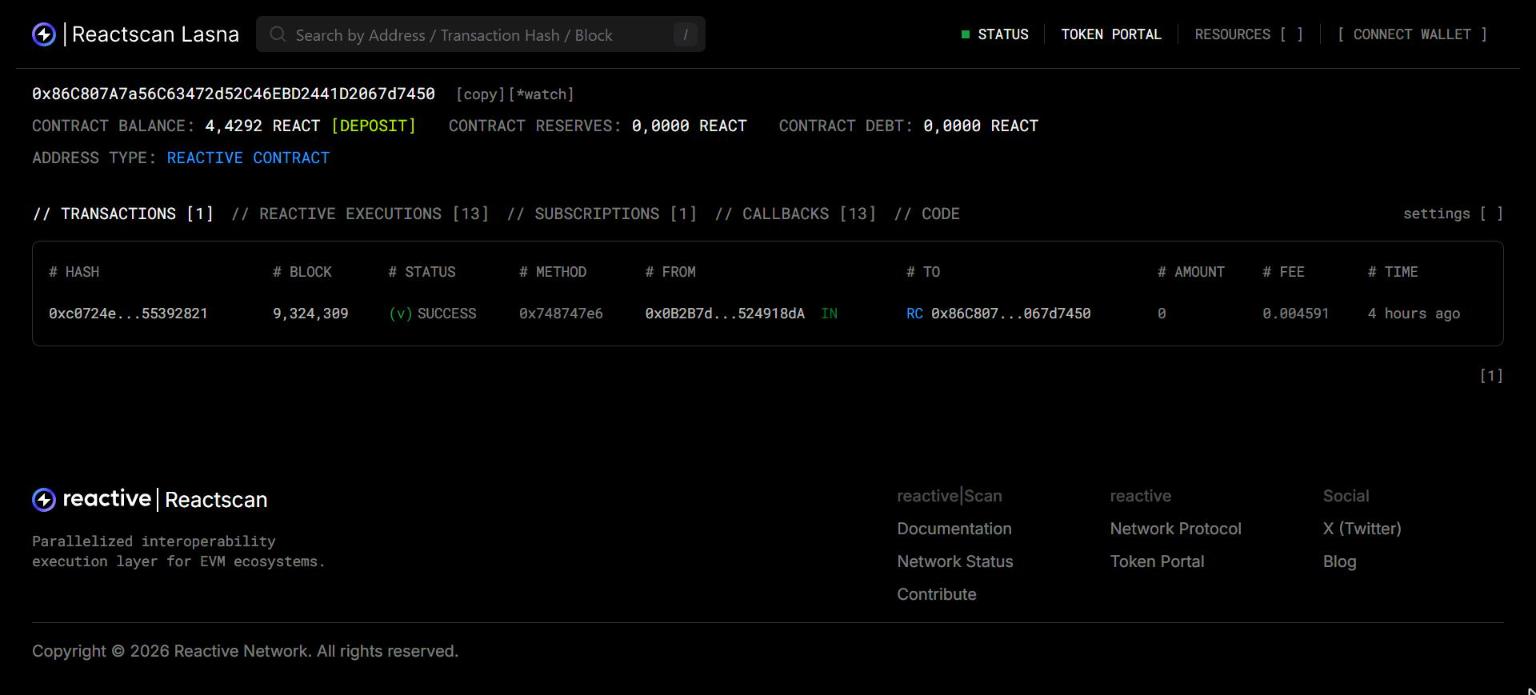 Reactscan Lasna Search by Address / Transaction Hash / Block / STATUS TOKEN PORTAL RESOURCES [ ] [ CONNECT WALLET ]
0x86C807A7a56C63472d52C46EBD2441D2067d7450 [copy][*watch]
CONTRACT BALANCE: 4,4292 REACT [DEPOSIT] CONTRACT RESERVES: 0,0000 REACT CONTRACT DEBT: 0,0000 REACT
ADDRESS TYPE: REACTIVE CONTRACT
// TRANSACTIONS [1] // REACTIVE EXECUTIONS [13] // SUBSCRIPTIONS [1] // CALLBACKS [13] // CODE settings [ ]
# HASH # BLOCK # STATUS # METHOD # FROM # TO # AMOUNT # FEE # TIME
0xc0724e...55392821 9,324,309 (v) SUCCESS 0x748747e6 0x0B2B7d...524918dA IN RC 0x86C807...067d7450 0 0.004591 4 hours ago
[1]
reactive | Reactscan
Parallelized interoperability
execution layer for EVM ecosystems.
reactive|Scan
Documentation
Network Status
Contribute
reactive
Network Protocol
Token Portal
Social
X (Twitter)
Blog
Copyright © 2026 Reactive Network. All rights reserved.